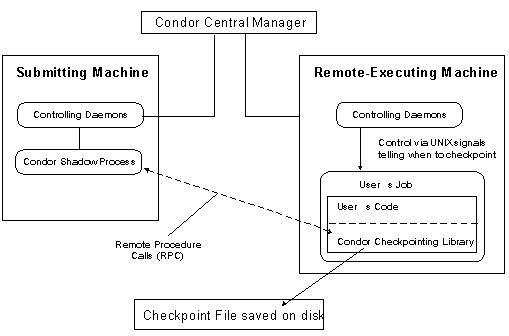 Condor Central Manager
Submitting Machine
Controlling Daemons
Condor Shadow Process
Remote-Executing Machine
Controlling Daemons
Control via UNIX signals
telling when to checkpoint
User s Job
User s Code
Condor Checkpointing Library
Remote Procedure
Calls (RPC)
Checkpoint File saved on disk